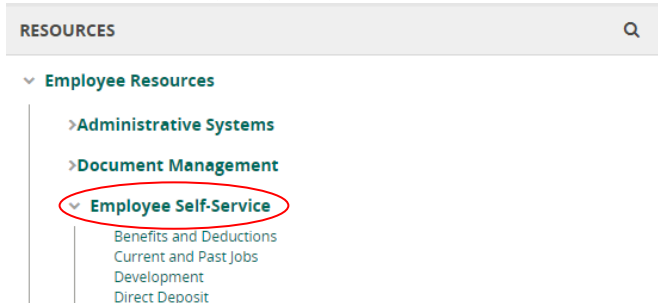 RESOURCES
Employee Resources
Administrative Systems
Document Management
Employee Self-Service
Benefits and Deductions
Current and Past Jobs
Development
Direct Deposit